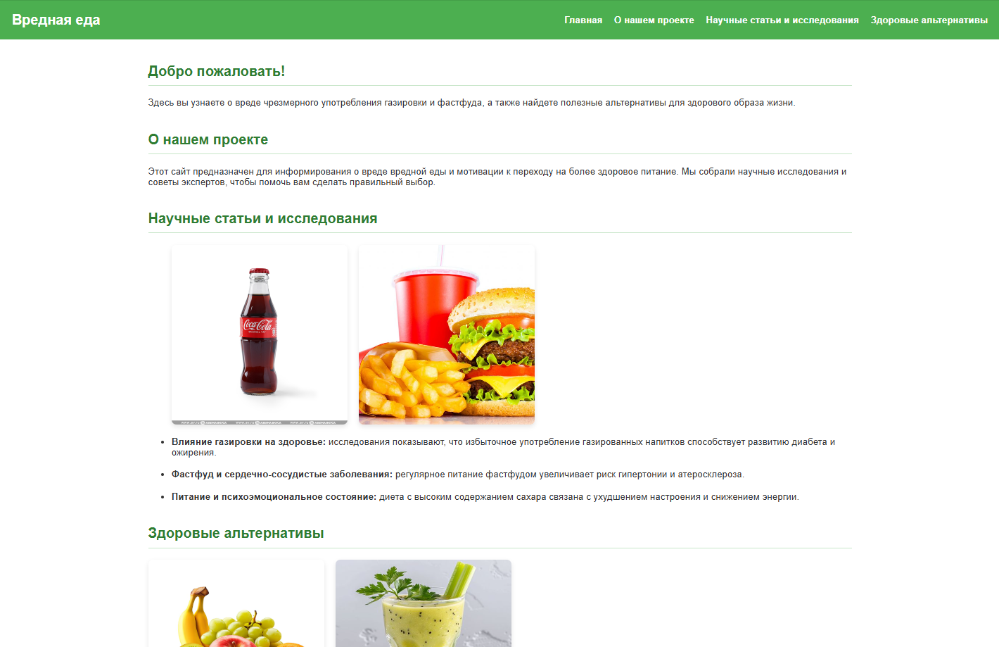 Вредная еда
Главная О нашем проекте Научные статьи и исследования Здоровые альтернативы
Добро пожаловать!
Здесь вы узнаете о вреде чрезмерного употребления газировки и фастфуда, а также найдете полезные альтернативы для здорового образа жизни.
О нашем проекте
Этот сайт предназначен для информирования о вреде вредной еды и мотивации к переходу на более здоровое питание. Мы собрали научные исследования и
советы экспертов, чтобы помочь вам сделать правильный выбор.
Научные статьи и исследования
Coca-Cola
• Влияние газировки на здоровье: исследования показывают, что избыточное употребление газированных напитков способствует развитию диабета и
ожирения.
• Фастфуд и сердечно-сосудистые заболевания: регулярное питание фастфудом увеличивает риск гипертонии и атеросклероза.
• Питание и психоэмоциональное состояние: диета с высоким содержанием сахара связана с ухудшением настроения и снижением энергии.
Здоровые альтернативы